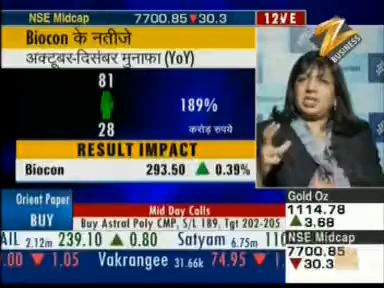 NSE Midcap 7700.85 ▼ 30.3 12VE
Z
BUSINESS
Biocon के नतीजे
अक्टूबर-दिसंबर मुनाफा (YoY)
81
189%
28
करोड़ रुपये
RESULT IMPACT
Biocon 293.50 ▲ 0.39%
Orient Paper
BUY
Mid Day Calls
Buy Astral Poly CMP, S/L 189, Tgt 202-205
Gold Oz
1114.78
▲ 3.68
AIL 2.12m 239.10 ▲ 0.80 Satyam 6.75m 11
NSE Midcap
7700.85
▼ 30.3
.00 ▼ 1.05 Vakrangee 31.66k 74.95 ▼ 1.